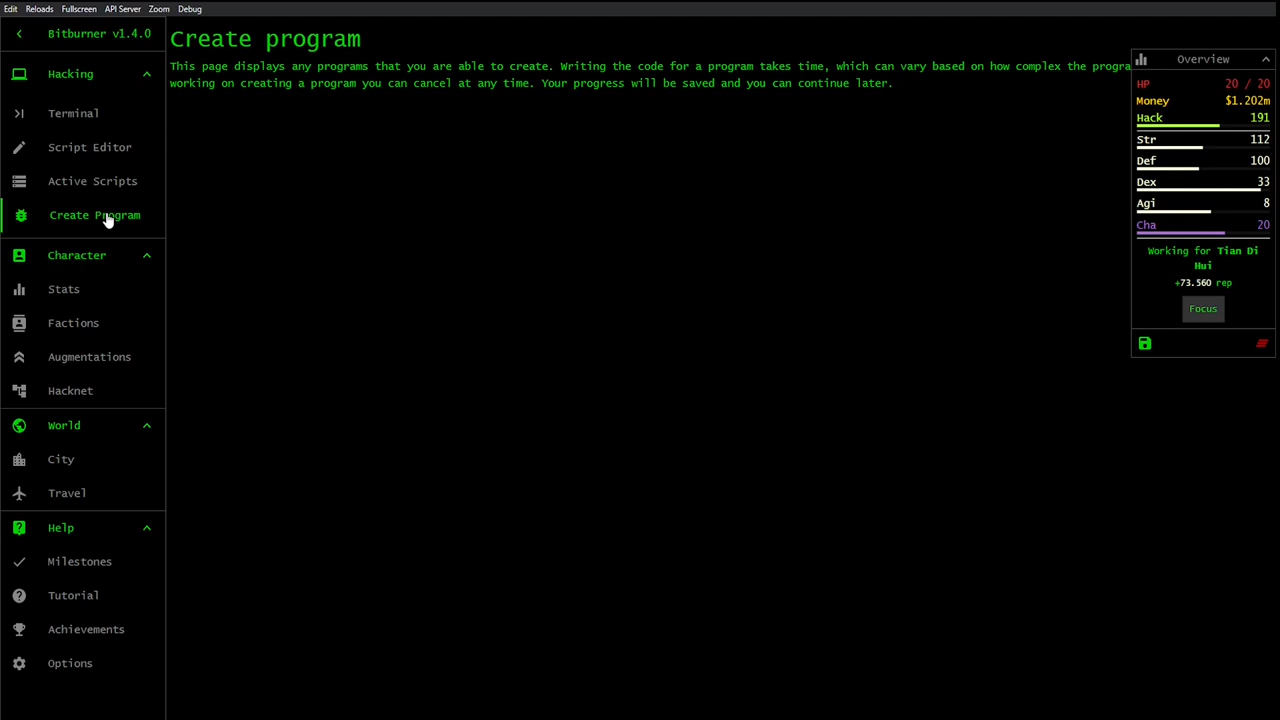 Edit Reloads Fullscreen API Server Zoom Debug
Bitburner v1.4.0
Hacking
Terminal
Script Editor
Active Scripts
Create Program
Character
Stats
Factions
Augmentations
Hacknet
World
City
Travel
Help
Milestones
Tutorial
Achievements
Options
Create program
This page displays any programs that you are able to create. Writing the code for a program takes time, which can vary based on how complex the
working on creating a program you can cancel at any time. Your progress will be saved and you can continue later.
Overview
HP 20 / 20
Money $1.202m
Hack 191
Str 112
Def 100
Dex 33
Agi 8
Cha 20
Working for Tian Di
Hui
+73.560 rep
Focus